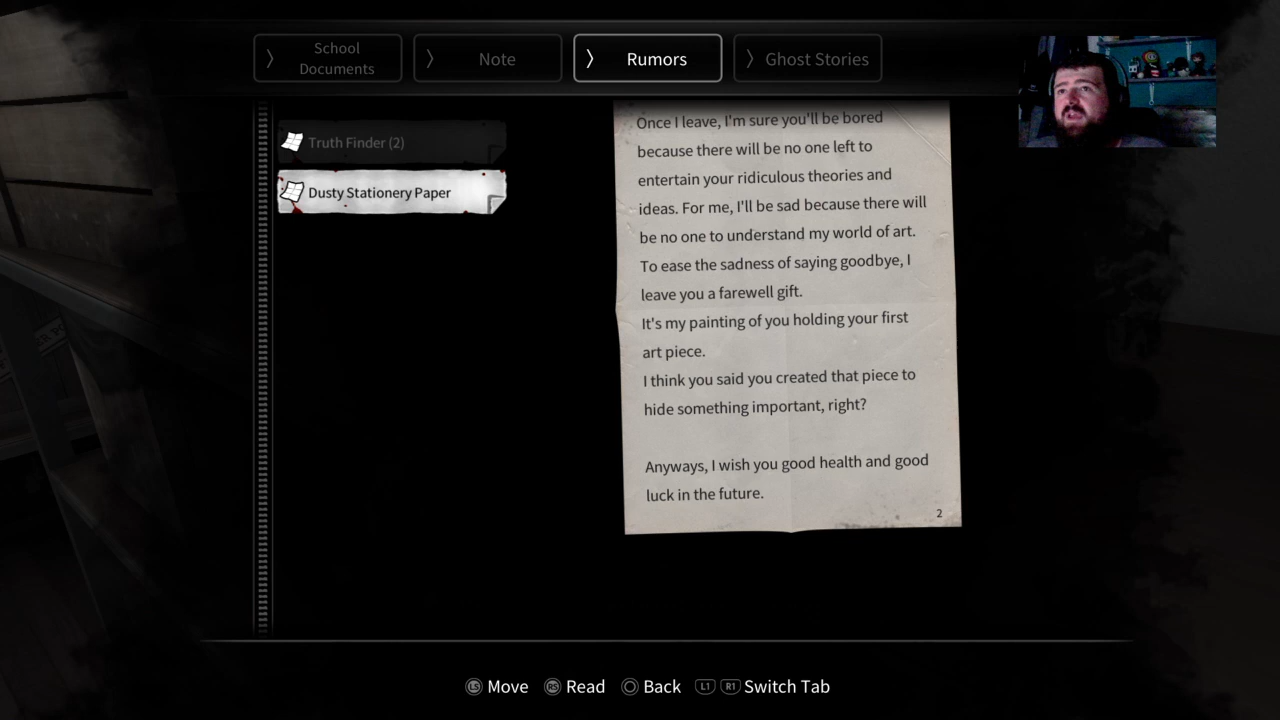 School
Documents
Note
Rumors
Ghost Stories
Truth Finder (2)
Dusty Stationery Paper
Once I leave, I'm sure you'll be bored
because there will be no one left to
entertain your ridiculous theories and
ideas. For me, I'll be sad because there will
be no one to understand my world of art.
To ease the sadness of saying goodbye, I
leave you a farewell gift.
It's my painting of you holding your first
art piece.
I think you said you created that piece to
hide something important, right?
Anyways, I wish you good health and good
luck in the future.
2
LS Move RS Read Back L1 R1 Switch Tab